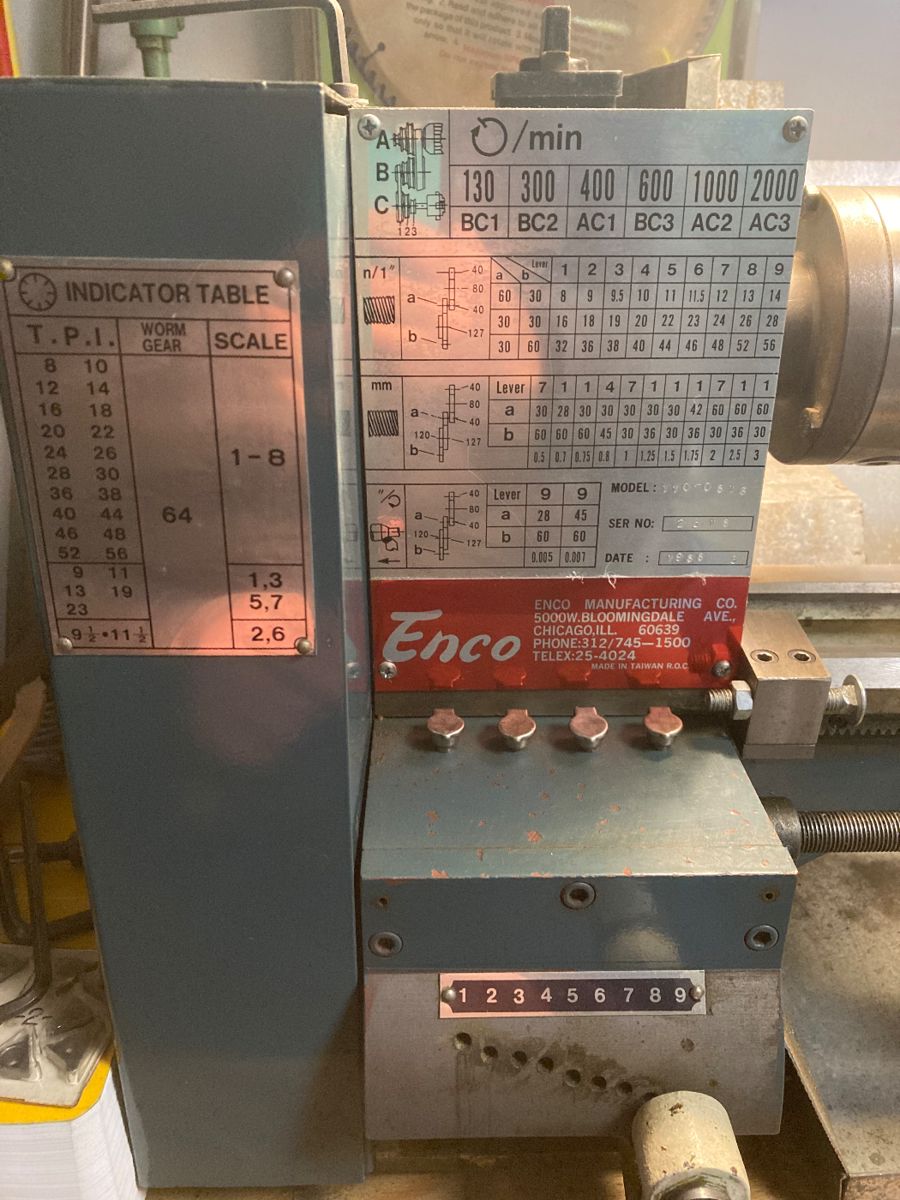 INDICATOR TABLE
T.P.I. WORM GEAR SCALE
8 10
12 14
16 18
20 22
24 26
28 30
36 38
40 44
46 48
52 56
1-8
64
9 11
13 19
23
1,3
5,7
9 1/2 • 11 1/2
2,6
A
B
C
1 2 3
/min
130 300 400 600 1000 2000
BC1 BC2 AC1 BC3 AC2 AC3
n/1"
a
b
40
80
40
127
a b Lever 1 2 3 4 5 6 7 8 9
60 30 8 9 9.5 10 11 11.5 12 13 14
30 30 16 18 19 20 22 23 24 26 28
30 60 32 36 38 40 44 46 48 52 56
mm
a
120
b
40
80
40
127
Lever 7 1 1 4 7 1 1 1 7 1 1
a 30 28 30 30 30 30 30 42 60 60 60
b 60 60 60 45 30 36 30 36 30 36 30
0.5 0.7 0.75 0.8 1 1.25 1.5 1.75 2 2.5 3
"/
a
120
b
40
80
40
127
Lever 9 9
a 28 45
b 60 60
0.005 0.007
MODEL :
SER NO:
DATE :
Enco
ENCO MANUFACTURING CO.
5000W.BLOOMINGDALE AVE.,
CHICAGO.ILL. 60639
PHONE:312/745-1500
TELEX:25-4024
MADE IN TAIWAN R.O.C.
1 2 3 4 5 6 7 8 9